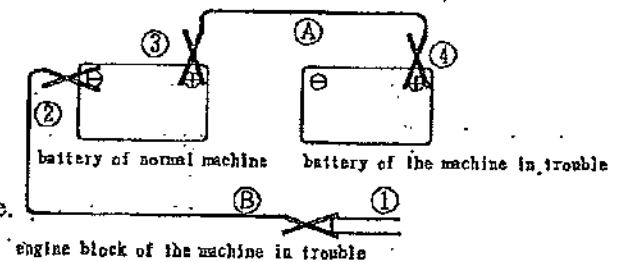 Ⓐ
③
④
⊖
⊕
⊖
⊕
②
battery of normal machine
battery of the machine in trouble
e.
Ⓑ
①
engine block of the machine in trouble